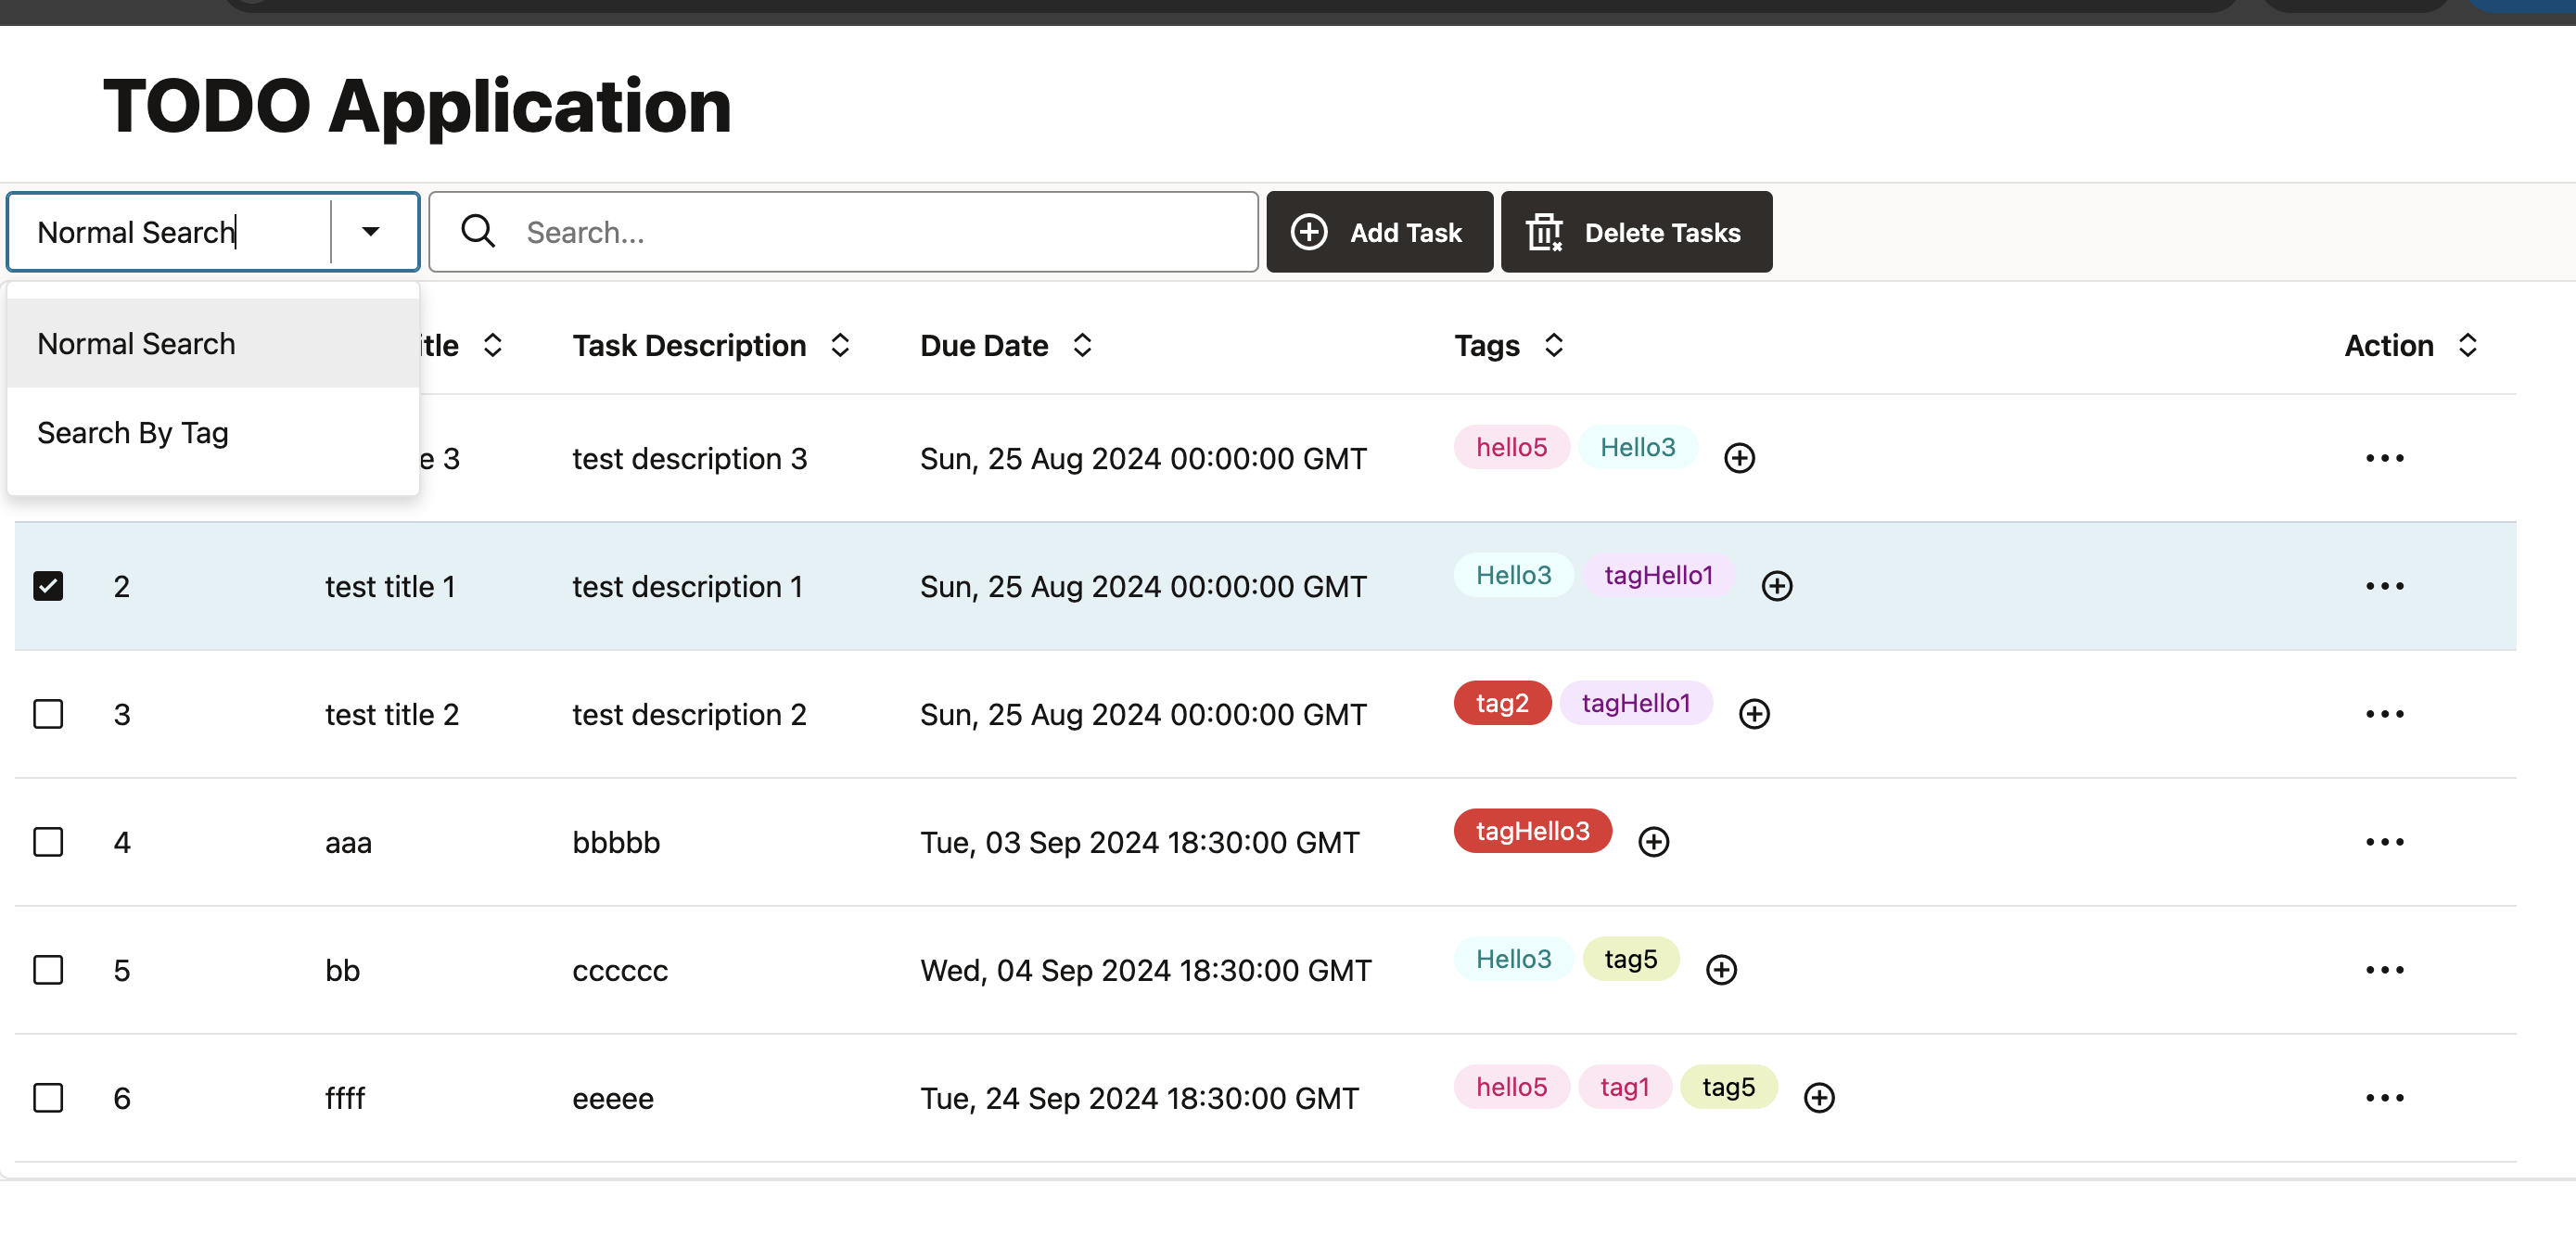 TODO Application
Normal Search
Search...
Add Task
Delete Tasks
Normal Search
Search By Tag
itle Task Description Due Date Tags Action
e 3 test description 3 Sun, 25 Aug 2024 00:00:00 GMT hello5 Hello3
2 test title 1 test description 1 Sun, 25 Aug 2024 00:00:00 GMT Hello3 tagHello1
3 test title 2 test description 2 Sun, 25 Aug 2024 00:00:00 GMT tag2 tagHello1
4 aaa bbbbb Tue, 03 Sep 2024 18:30:00 GMT tagHello3
5 bb cccccc Wed, 04 Sep 2024 18:30:00 GMT Hello3 tag5
6 ffff eeeee Tue, 24 Sep 2024 18:30:00 GMT hello5 tag1 tag5